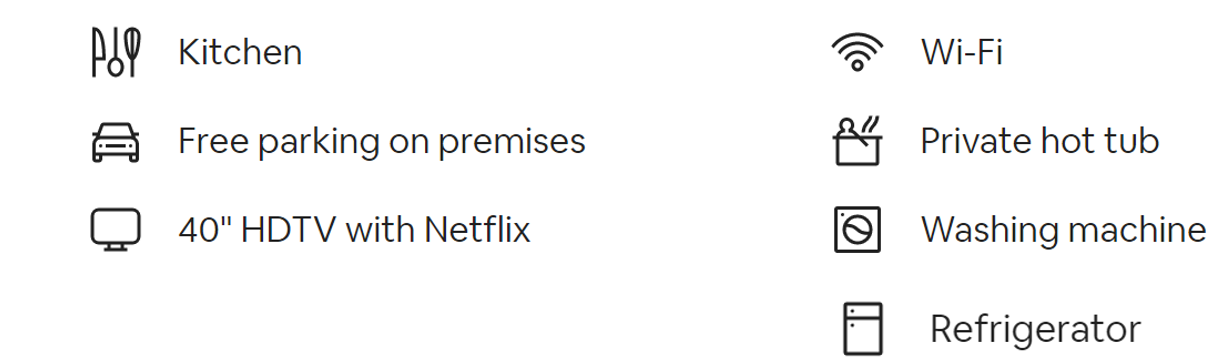 Kitchen
Wi-Fi
Free parking on premises
Private hot tub
40" HDTV with Netflix
Washing machine
Refrigerator